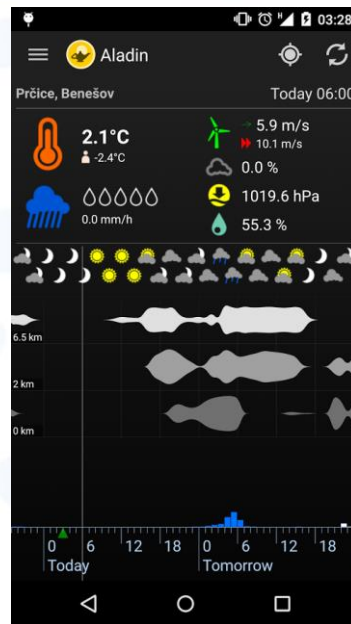 03:28
Aladin
Prčice, Benešov Today 06:00
2.1°C 5.9 m/s
-2.4°C 10.1 m/s
0.0 %
0.0 mm/h 1019.6 hPa
55.3 %
6.5 km
2 km
0 km
0 6 12 18 0 6 12 18
Today Tomorrow